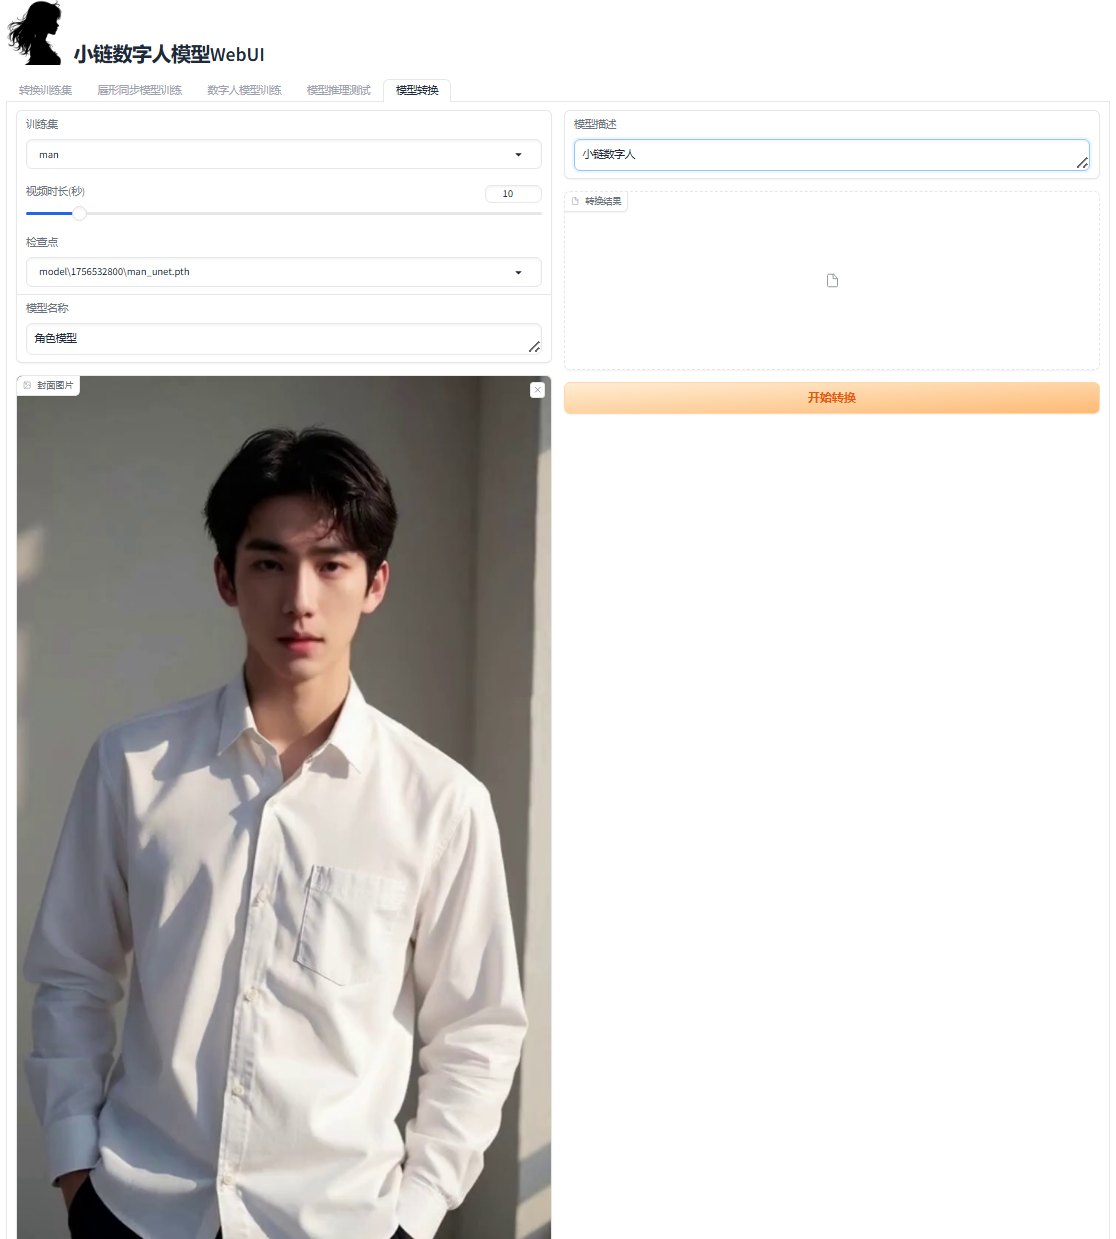 小链数字人模型WebUI
转换训练集 唇形同步模型训练 数字人模型训练 模型推理测试 模型转换
训练集
man
视频时长(秒)
10
检查点
model\1756532800\man_unet.pth
模型名称
角色模型
封面图片
模型描述
小链数字人
转换结果
开始转换